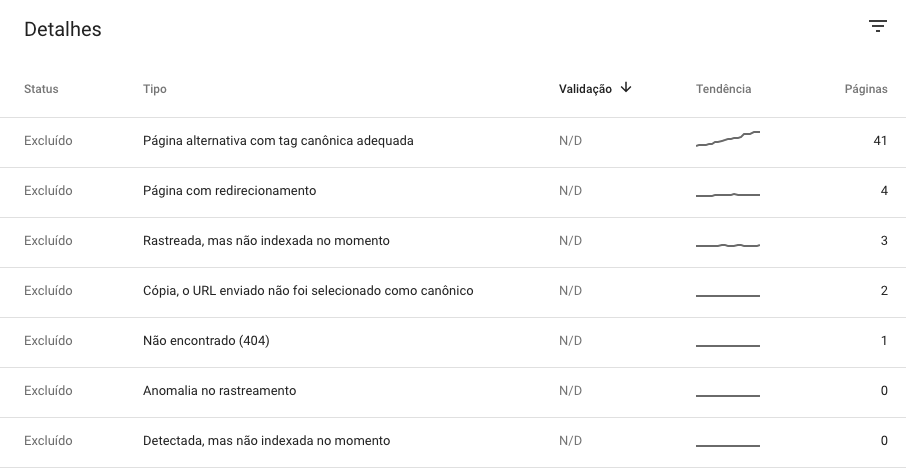 Detalhes
Status Tipo Validação Tendência Páginas
Excluído Página alternativa com tag canônica adequada N/D 41
Excluído Página com redirecionamento N/D 4
Excluído Rastreada, mas não indexada no momento N/D 3
Excluído Cópia, o URL enviado não foi selecionado como canônico N/D 2
Excluído Não encontrado (404) N/D 1
Excluído Anomalia no rastreamento N/D 0
Excluído Detectada, mas não indexada no momento N/D 0